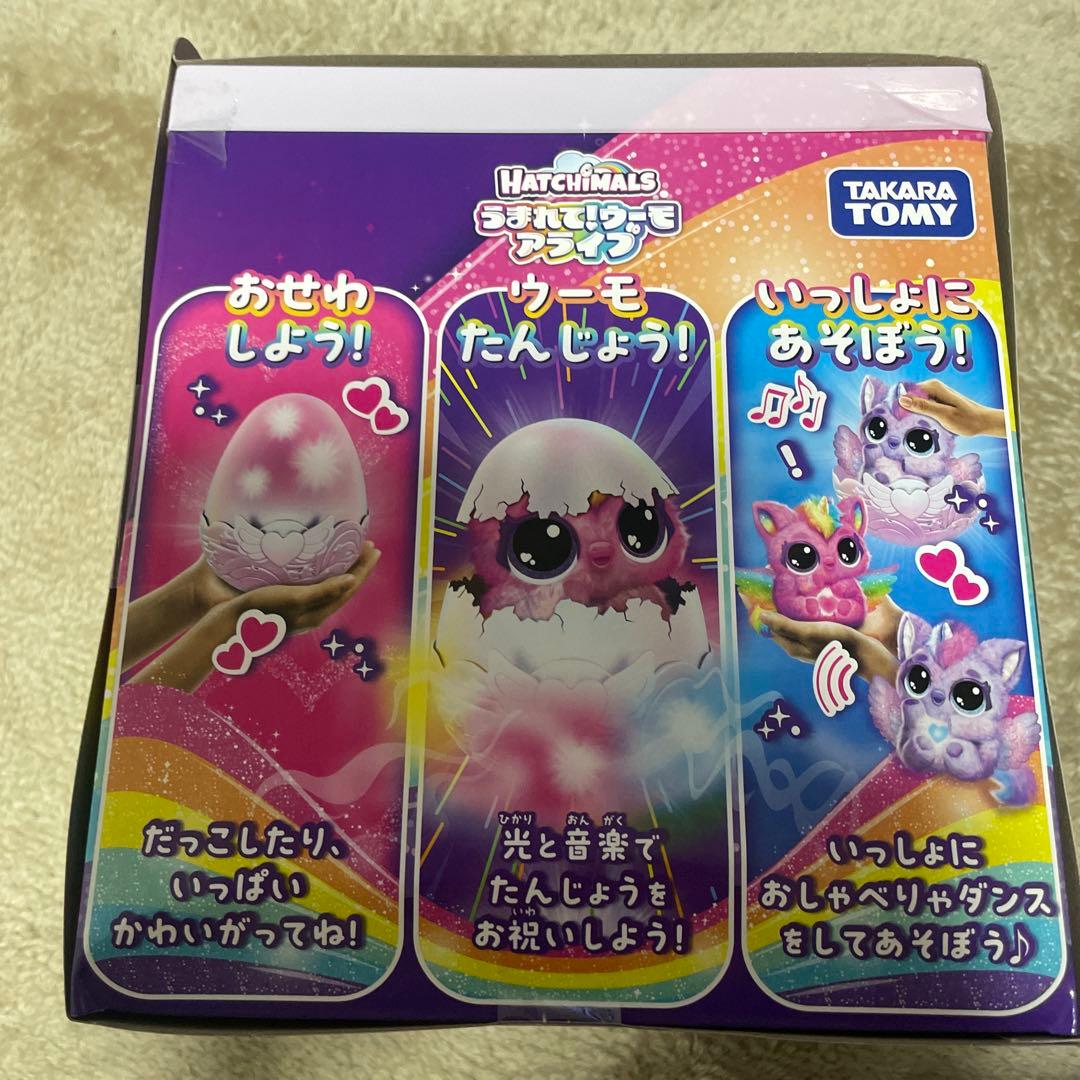 HATCHiMALS
うまれて!ウーモ
アライブ
TAKARA
TOMY
おせわ
しよう!
ウーモ
たんじょう!
いっしょに
あそぼう!
!
だっこしたり、
いっぱい
かわいがってね!
ひかり おん がく
光と音楽で
たんじょうを
いわ
お祝いしよう!
いっしょに
おしゃべりやダンス
をしてあそぼう♪